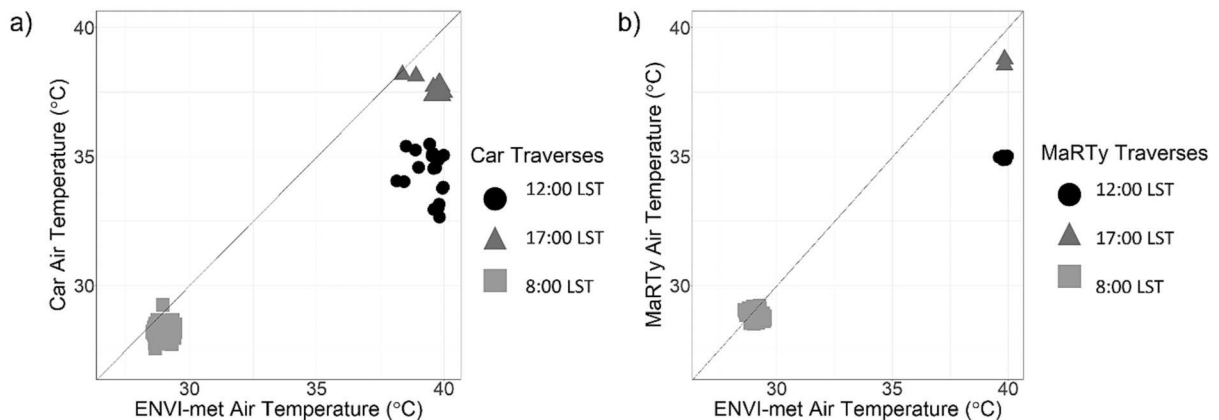 a)
40
35
30
Car Air Temperature (°C)
30
35
40
ENVI-met Air Temperature (°C)
Car Traverses
12:00 LST
17:00 LST
8:00 LST
b)
40
35
30
MaRTy Air Temperature (°C)
30
35
40
ENVI-met Air Temperature (°C)
MaRTy Traverses
12:00 LST
17:00 LST
8:00 LST